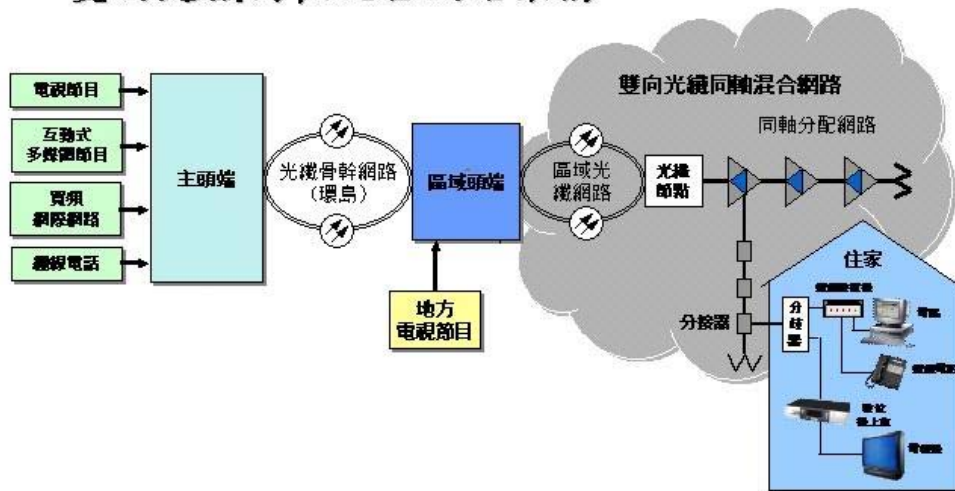 電視節目
互動式
多媒體節目
寬頻
網際網路
纜線電話
主頭端
光纖骨幹網路
(環島)
區域頭端
地方
電視節目
雙向光纖同軸混合網路
同軸分配網路
區域光
纖網路
光纖
節點
分接器
住家
分
歧
器
電腦
數位
機上盒
電視機